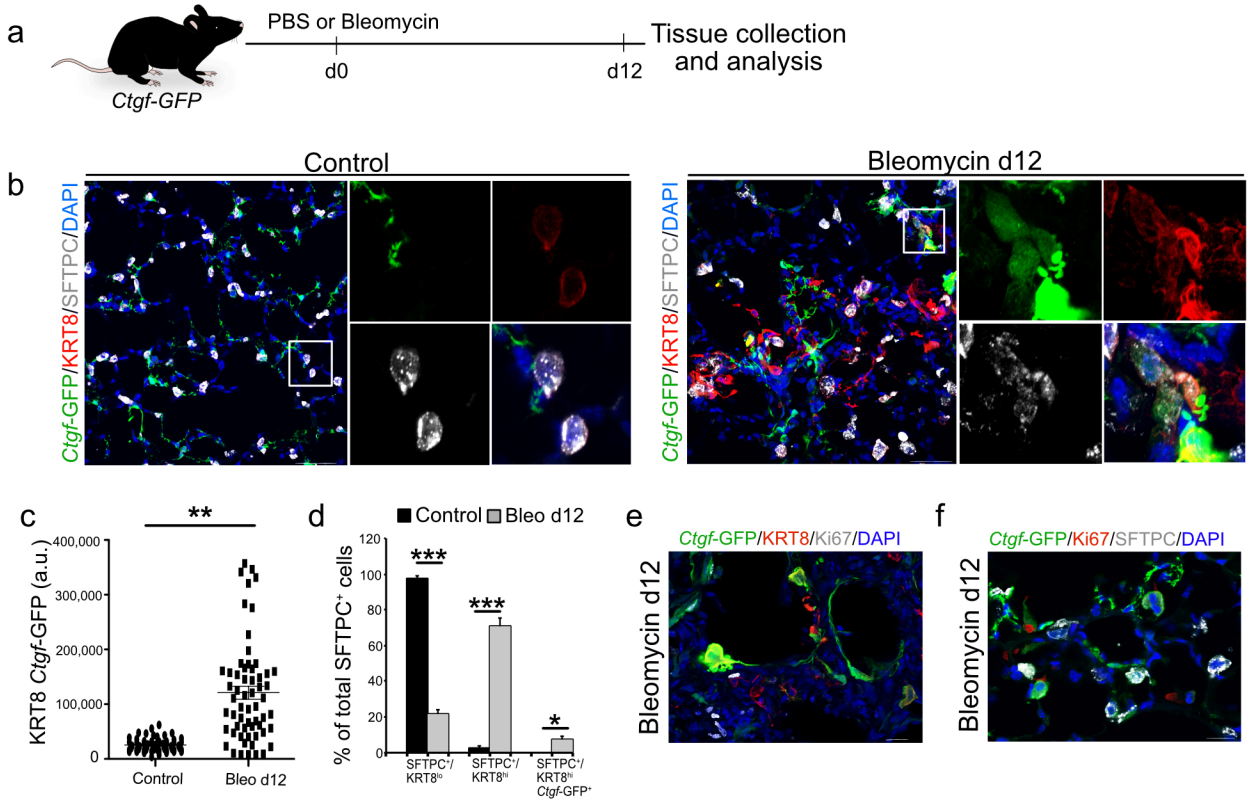 a
PBS or Bleomycin
d0
d12
Tissue collection
and analysis
Ctgf-GFP
b
Control
Bleomycin d12
Ctgf-GFP/KRT8/SFTPC/DAPI
Ctgf-GFP/KRT8/SFTPC/DAPI
c
**
KRT8 Ctgf-GFP (a.u.)
400,000
300,000
200,000
100,000
0
Control
Bleo d12
d
Control
Bleo d12
% of total SFTPC⁺ cells
120
100
80
60
40
20
0
***
***
*
SFTPC⁺/
KRT8ˡᵒ
SFTPC⁺/
KRT8ʰⁱ
SFTPC⁺/
KRT8ʰⁱ
Ctgf-GFP⁺
e
Ctgf-GFP/KRT8/Ki67/DAPI
Bleomycin d12
f
Ctgf-GFP/Ki67/SFTPC/DAPI
Bleomycin d12